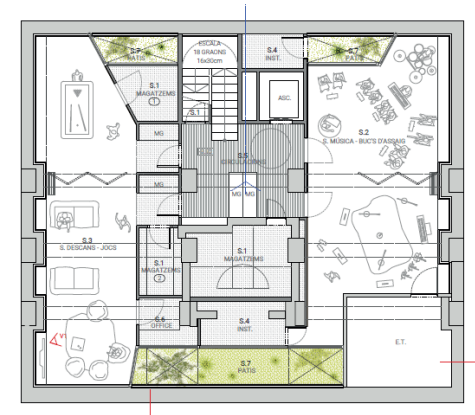 ESCALA
18 GRAONS
16x30cm
S.7
PATIS
S.4
INST.
S.7
PATIS
S.1
MAGATZEMS
1
ASC.
S.1
S.2
S. MÚSICA - BUC'S D'ASSAIG
MG
S.5
CIRCULACIONS
MG
MG
MG
S.3
S. DESCANS - JOCS
S.1
MAGATZEMS
S.1
MAGATZEMS
2
S.6
OFFICE
S.4
INST.
E.T.
S.7
PATIS